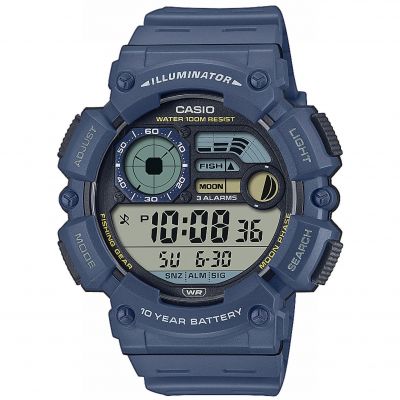 ILLUMINATOR
CASIO
WATER 100M RESIST
ADJUST
LIGHT
60
50
10
40
20
30
FISH
MOON
3 ALARMS
P 10:08 36
SU 6-30
SNZ ALM SIG
MODE
SEARCH
FISHING GEAR
MOON PHASE
WR
10 YEAR BATTERY